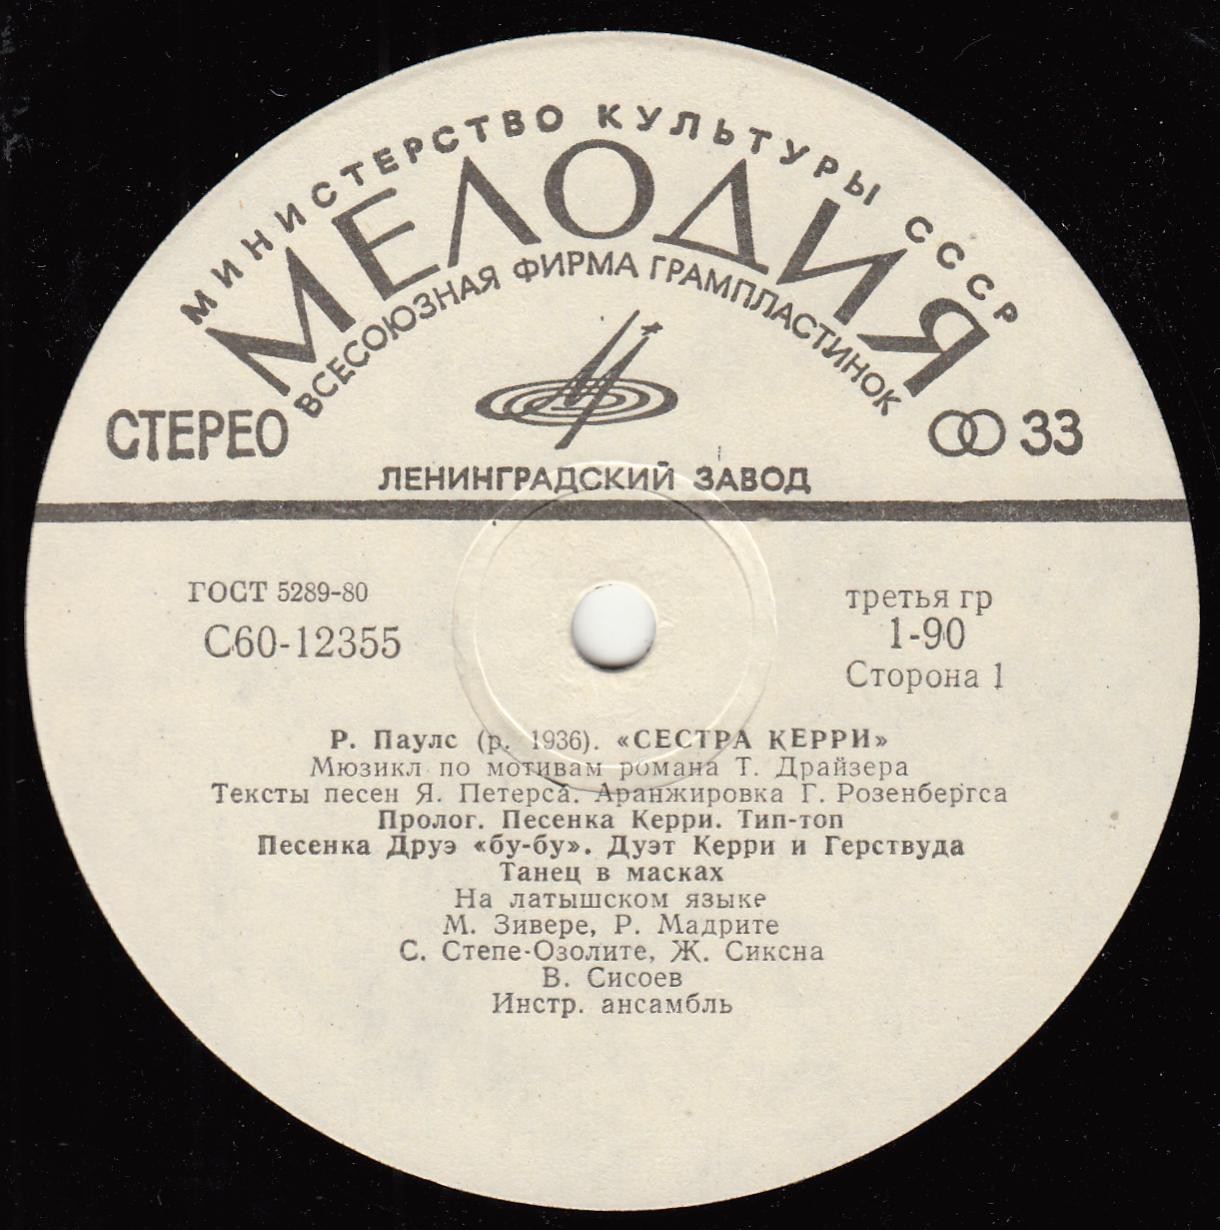 МИНИСТЕРСТВО КУЛЬТУРЫ СССР
МЕЛОДИЯ
ВСЕСОЮЗНАЯ ФИРМА ГРАМПЛАСТИНОК
СТЕРЕО
33
ЛЕНИНГРАДСКИЙ ЗАВОД
ГОСТ 5289-80
С60-12355
третья гр
1-90
Сторона 1
Р. Паулс (р. 1936). «СЕСТРА КЕРРИ»
Мюзикл по мотивам романа Т. Драйзера
Тексты песен Я. Петерса. Аранжировка Г. Розенбергса
Пролог. Песенка Керри. Тип-топ
Песенка Друэ «бу-бу». Дуэт Керри и Герствуда
Танец в масках
На латышском языке
М. Зивере, Р. Мадрите
С. Степе-Озолите, Ж. Сиксна
В. Сисоев
Инстр. ансамбль